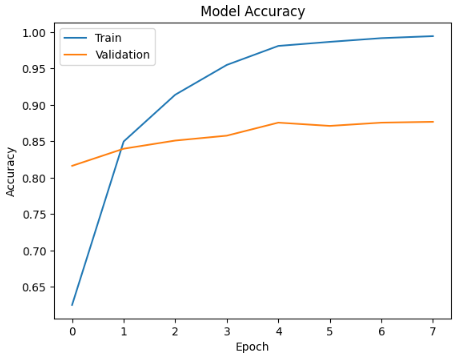 Model Accuracy
Train
Validation
1.00
0.95
0.90
0.85
0.80
0.75
0.70
0.65
Accuracy
0 1 2 3 4 5 6 7
Epoch